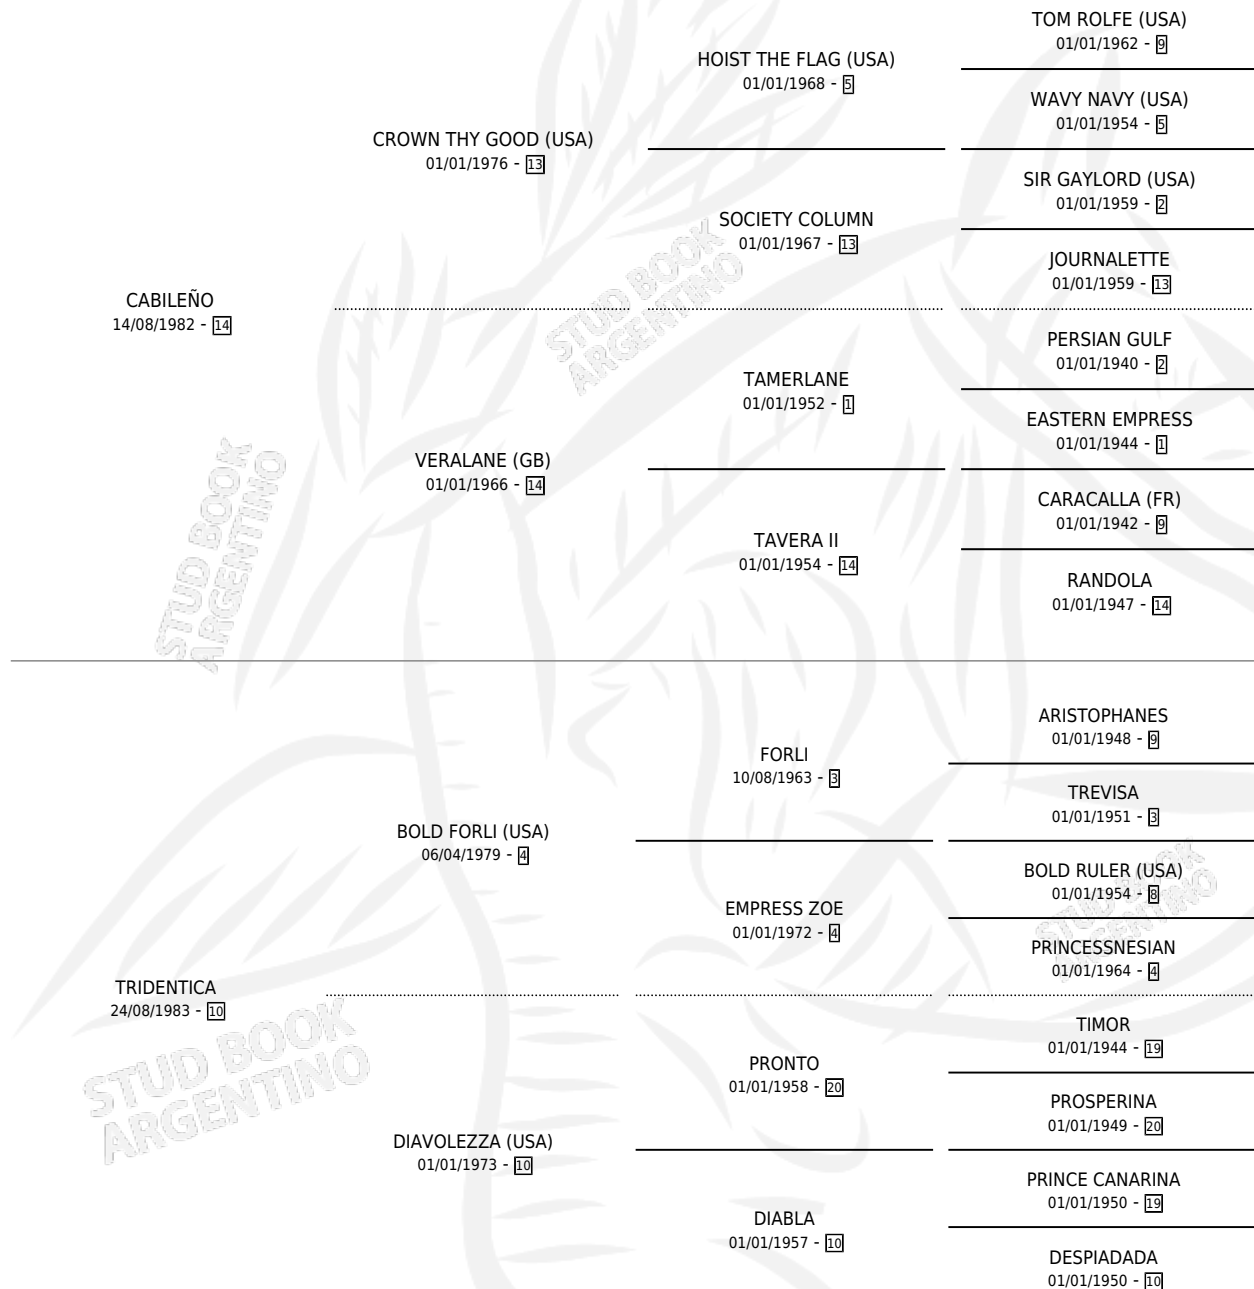 TOM ROLFE (USA)
01/01/1962 - 9
HOIST THE FLAG (USA)
01/01/1968 - 5
WAVY NAVY (USA)
01/01/1954 - 5
CROWN THY GOOD (USA)
01/01/1976 - 13
SIR GAYLORD (USA)
01/01/1959 - 2
SOCIETY COLUMN
01/01/1967 - 13
JOURNALETTE
01/01/1959 - 13
CABILEÑO
14/08/1982 - 14
PERSIAN GULF
01/01/1940 - 2
TAMERLANE
01/01/1952 - 1
EASTERN EMPRESS
01/01/1944 - 1
VERALANE (GB)
01/01/1966 - 14
CARACALLA (FR)
01/01/1942 - 9
TAVERA II
01/01/1954 - 14
RANDOLA
01/01/1947 - 14
ARISTOPHANES
01/01/1948 - 9
FORLI
10/08/1963 - 3
TREVISA
01/01/1951 - 3
BOLD FORLI (USA)
06/04/1979 - 4
BOLD RULER (USA)
01/01/1954 - 8
EMPRESS ZOE
01/01/1972 - 4
PRINCESSNESIAN
01/01/1964 - 4
TRIDENTICA
24/08/1983 - 10
TIMOR
01/01/1944 - 19
PRONTO
01/01/1958 - 20
PROSPERINA
01/01/1949 - 20
DIAVOLEZZA (USA)
01/01/1973 - 10
PRINCE CANARINA
01/01/1950 - 19
DIABLA
01/01/1957 - 10
DESPIADADA
01/01/1950 - 10
STUD BOOK
ARGENTINO
STUD BOOK
ARGENTINO
STUD BOOK
ARGENTINO
STUD BOOK
ARGENTINO